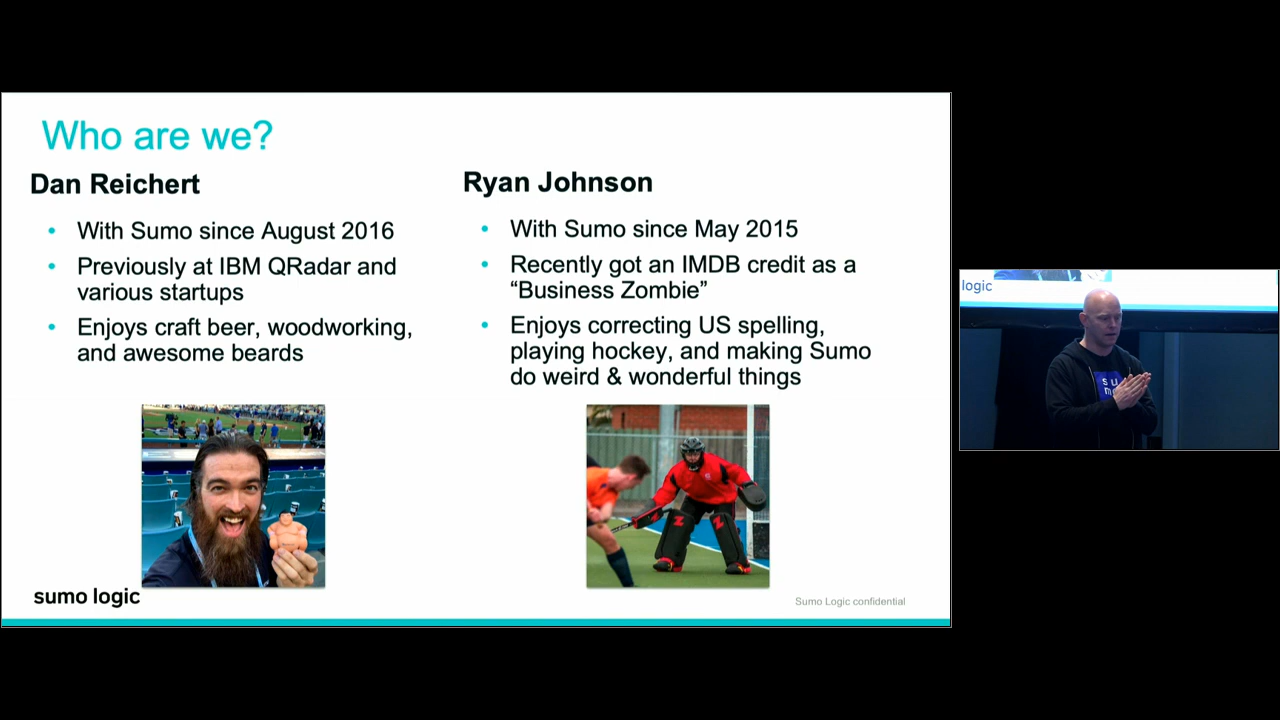 Who are we?
Dan Reichert
• With Sumo since August 2016
• Previously at IBM QRadar and
various startups
• Enjoys craft beer, woodworking,
and awesome beards
Ryan Johnson
• With Sumo since May 2015
• Recently got an IMDB credit as a
“Business Zombie”
• Enjoys correcting US spelling,
playing hockey, and making Sumo
do weird & wonderful things
sumo logic
Sumo Logic confidential
logic
S U